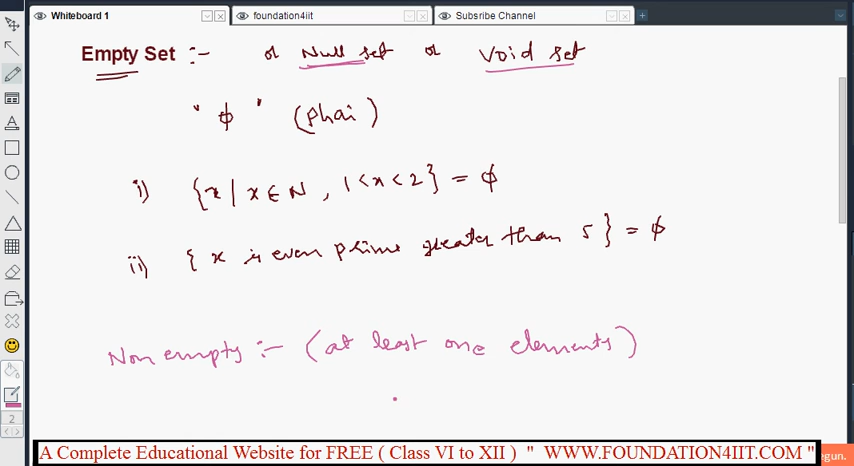 Whiteboard 1 foundation4iit Subsribe Channel +
Empty Set :- or Null set or Void set
" ϕ " (phai)
i) {x | x ∈ N , 1 < x < 2} = ϕ
ii) { x is even prime greater than 5 } = ϕ
Non empty :- (at least one elements)
2
A Complete Educational Website for FREE ( Class VI to XII ) " WWW.FOUNDATION4IIT.COM "
egun.